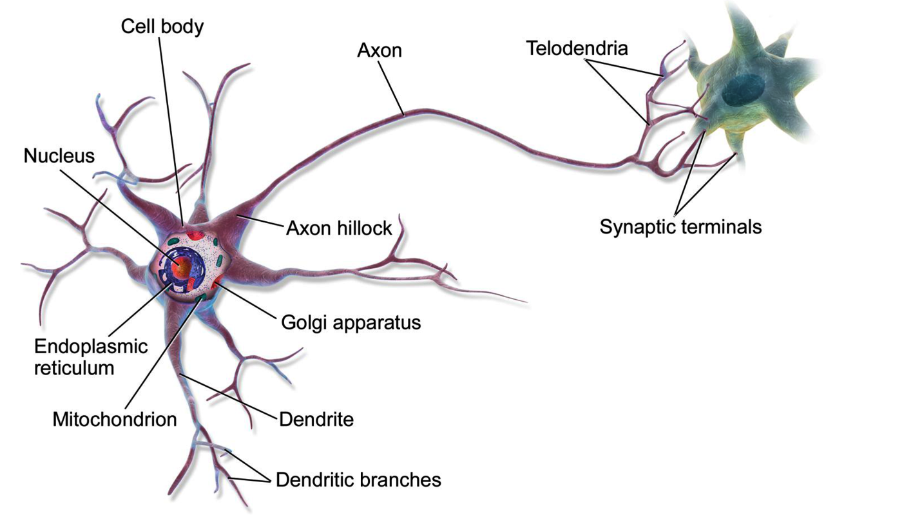 Cell body
Axon
Telodendria
Nucleus
Axon hillock
Synaptic terminals
Golgi apparatus
Endoplasmic
reticulum
Mitochondrion
Dendrite
Dendritic branches